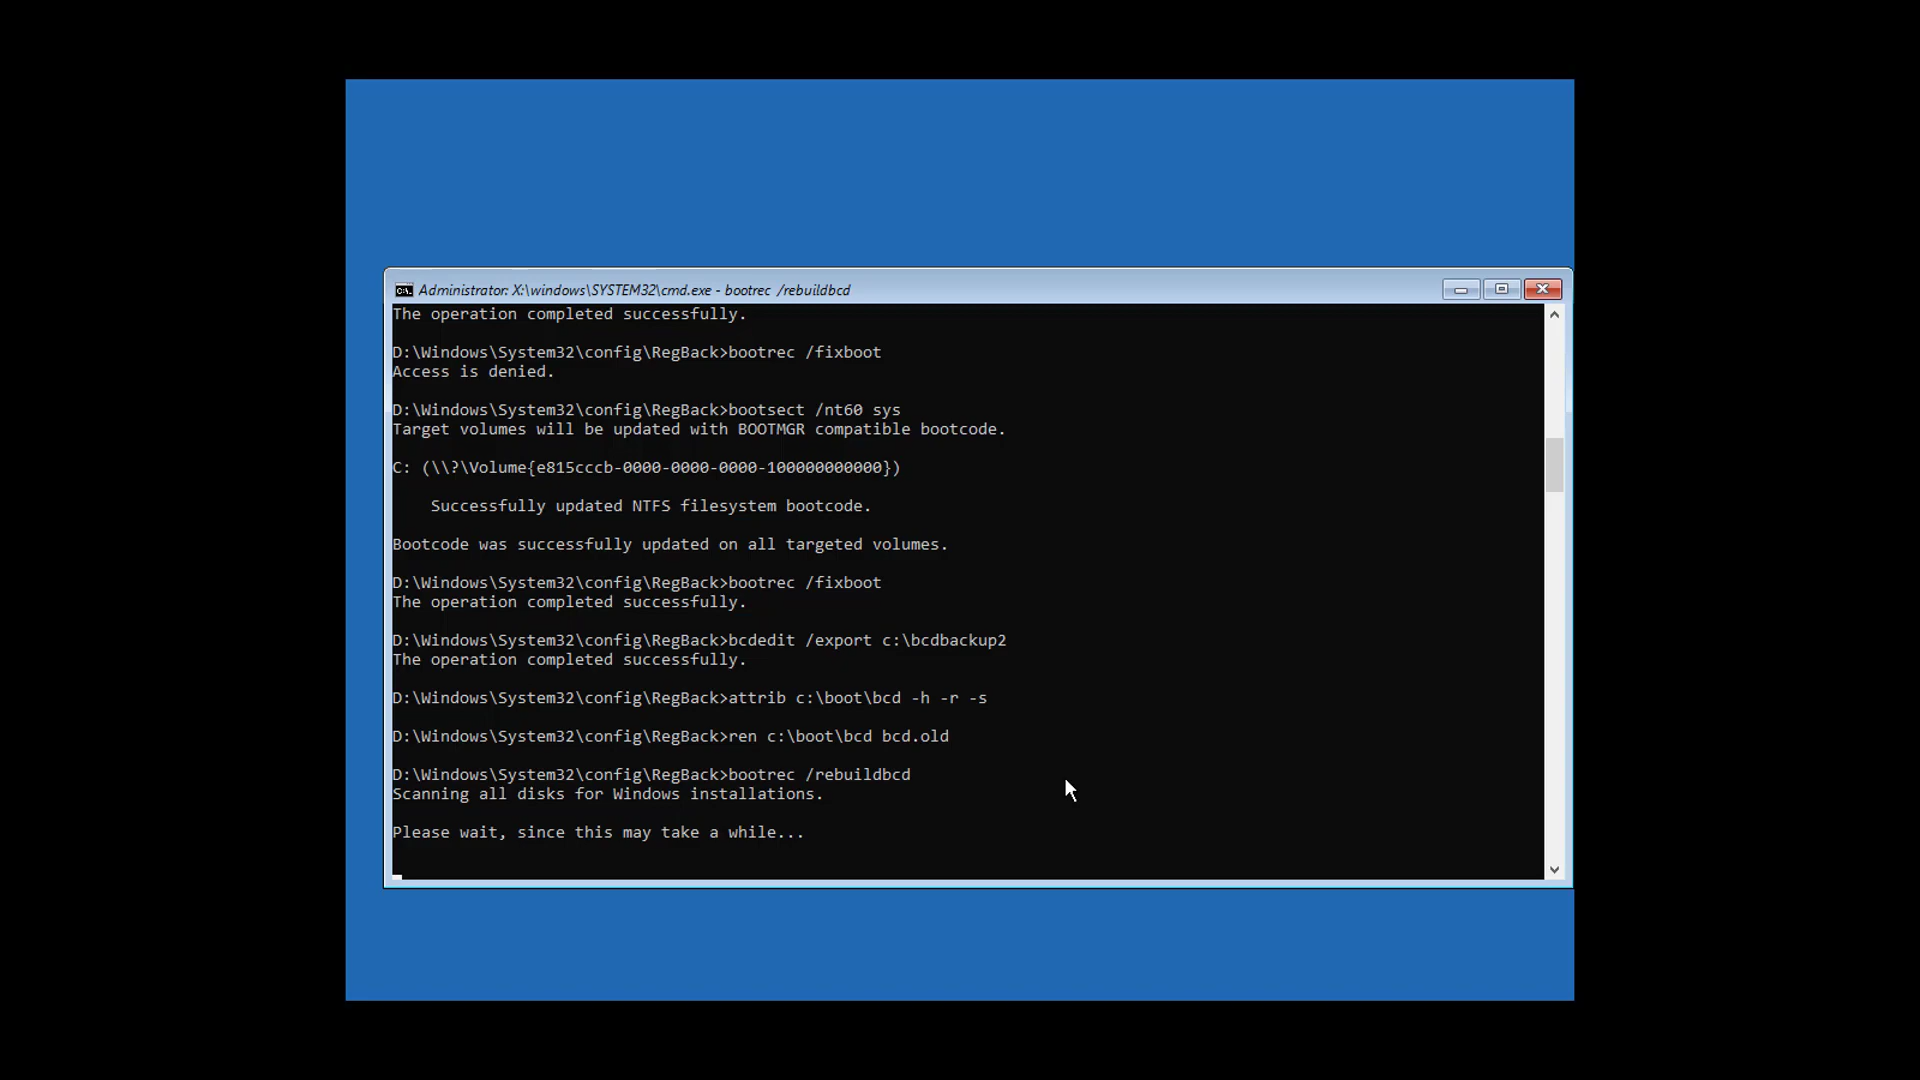 Administrator: X:\windows\SYSTEM32\cmd.exe - bootrec /rebuildbcd
The operation completed successfully.
D:\Windows\System32\config\RegBack>bootrec /fixboot
Access is denied.
D:\Windows\System32\config\RegBack>bootsect /nt60 sys
Target volumes will be updated with BOOTMGR compatible bootcode.
C: (\\?\Volume{e815cccb-0000-0000-0000-100000000000})
Successfully updated NTFS filesystem bootcode.
Bootcode was successfully updated on all targeted volumes.
D:\Windows\System32\config\RegBack>bootrec /fixboot
The operation completed successfully.
D:\Windows\System32\config\RegBack>bcdedit /export c:\bcdbackup2
The operation completed successfully.
D:\Windows\System32\config\RegBack>attrib c:\boot\bcd -h -r -s
D:\Windows\System32\config\RegBack>ren c:\boot\bcd bcd.old
D:\Windows\System32\config\RegBack>bootrec /rebuildbcd
Scanning all disks for Windows installations.
Please wait, since this may take a while...